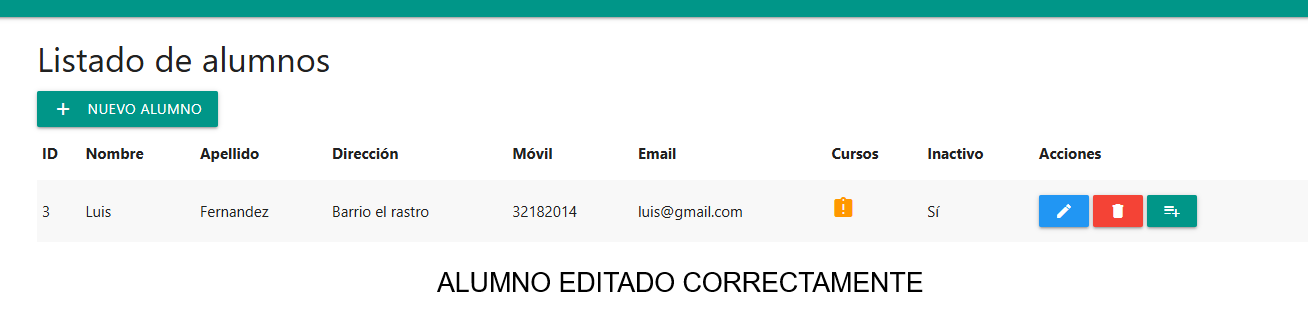 Listado de alumnos
NUEVO ALUMNO
ID Nombre Apellido Dirección Móvil Email Cursos Inactivo Acciones
3 Luis Fernandez Barrio el rastro 32182014 luis@gmail.com Sí
ALUMNO EDITADO CORRECTAMENTE